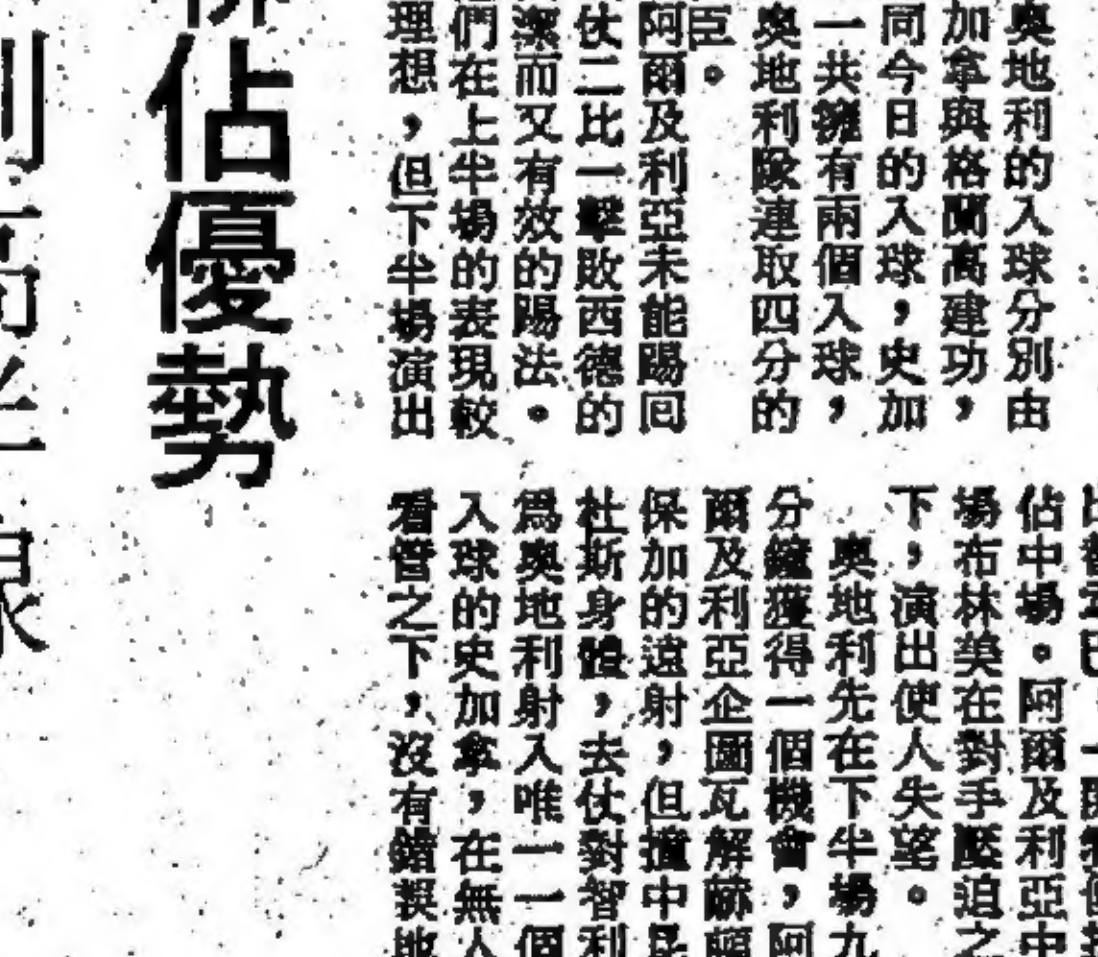 奧地利的入球分別由
加拿與格蘭高建功，
同今日的入球，史加
一共擁有兩個入球，
奧地利隊連取四分的
臣。
阿爾及利亞未能踢回
仗二比一擊敗西德的
潔而又有效的踢法。
們在上半場的表現較
理想，但下半場演出
佔中場。阿爾及利亞中
場布林美在對手壓迫之
下，演出使人失望。
奧地利先在下半場九
分鐘獲得一個機會，阿
爾及利亞企圖瓦解
保加的遠射，但撞中
杜斯身體，去仗對智利
爲奧地利射入唯一一個
入球的史加拿，在無人
看管之下，沒有錯誤地
佔優勢
線